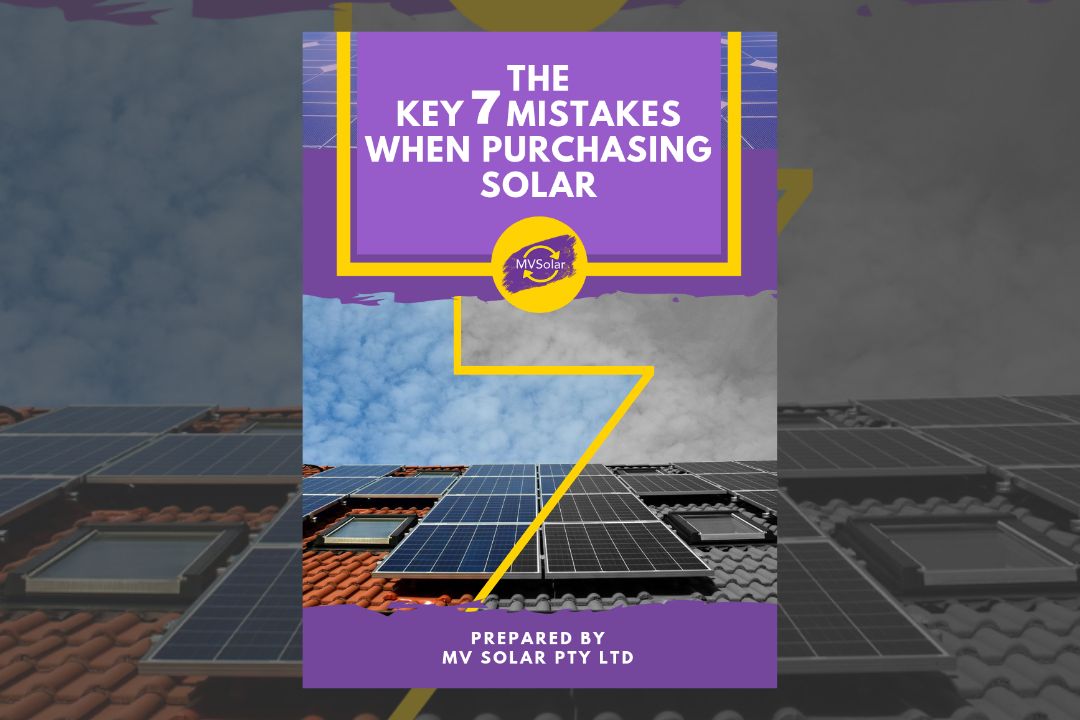 THE
KEY 7 MISTAKES
WHEN PURCHASING
SOLAR
MVSolar
PREPARED BY
MV SOLAR PTY LTD